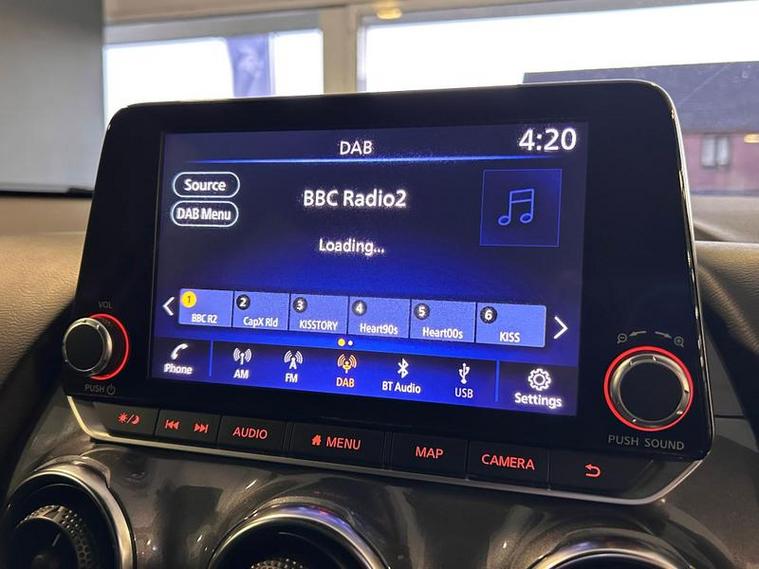 DAB
4:20
Source
DAB Menu
BBC Radio2
Loading...
1
BBC R2
2
CapX Rld
3
KISSTORY
4
Heart90s
5
Heart00s
6
KISS
Phone
AM
FM
DAB
BT Audio
USB
Settings
VOL
PUSH
PUSH SOUND
AUDIO
MENU
MAP
CAMERA